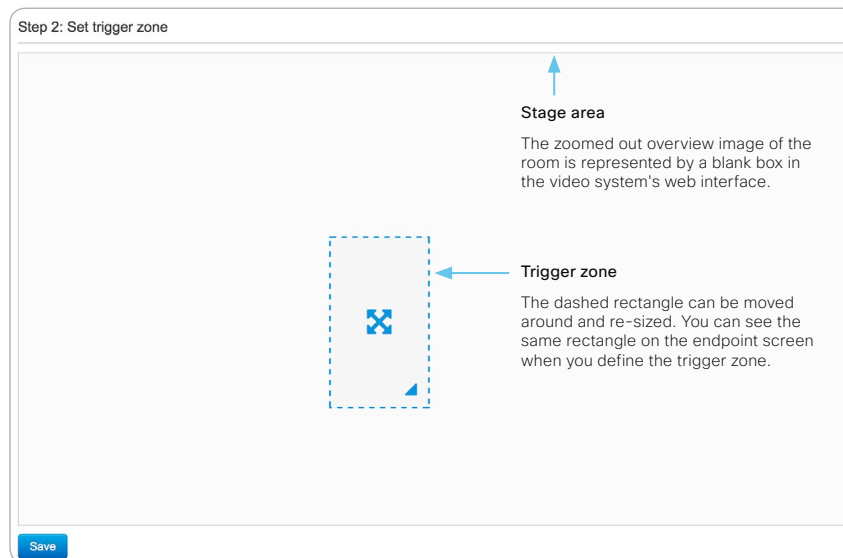 Step 2: Set trigger zone
Stage area
The zoomed out overview image of the
room is represented by a blank box in
the video system's web interface.
Trigger zone
The dashed rectangle can be moved
around and re-sized. You can see the
same rectangle on the endpoint screen
when you define the trigger zone.
Save